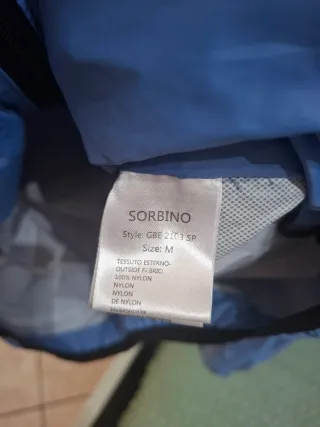 SORBINO
Style: GBE 2103 SP
Size: M
TESSUTO ESTERNO-
OUTSIDE FABRIC:
100% NYLON
NYLON
NYLON
DE NYLON